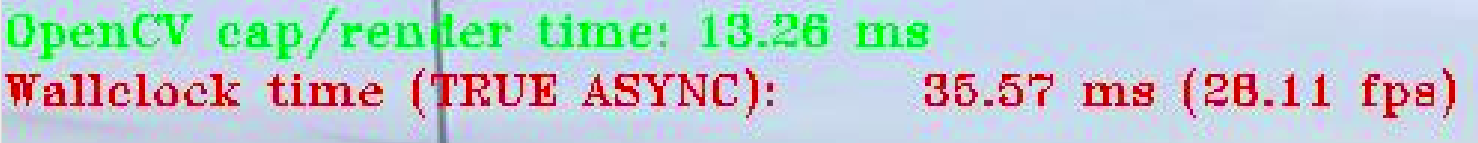 OpenCV cap/render time: 13.26 ms
Wallclock time (TRUE ASYNC): 35.57 ms (28.11 fps)